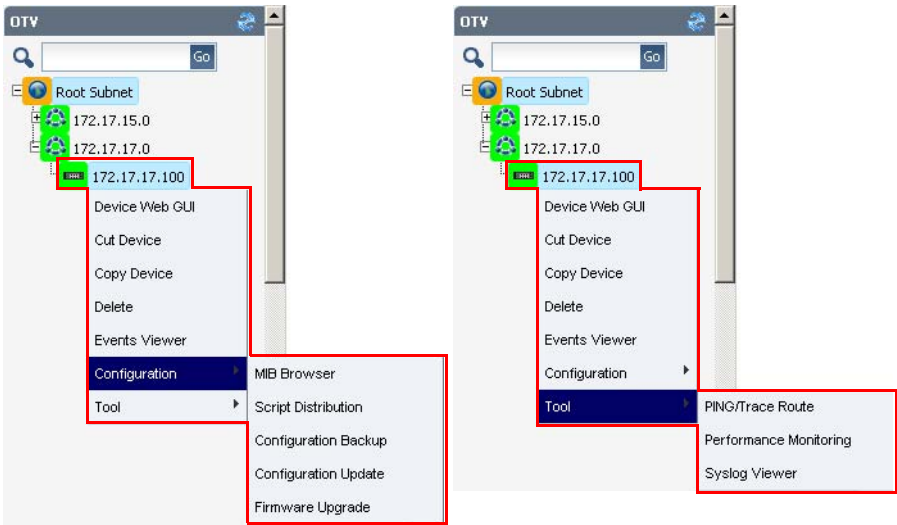 OTV
Go
Root Subnet
172.17.15.0
172.17.17.0
172.17.17.100
Device Web GUI
Cut Device
Copy Device
Delete
Events Viewer
Configuration
Tool
MIB Browser
Script Distribution
Configuration Backup
Configuration Update
Firmware Upgrade
OTV
Go
Root Subnet
172.17.15.0
172.17.17.0
172.17.17.100
Device Web GUI
Cut Device
Copy Device
Delete
Events Viewer
Configuration
Tool
PING/Trace Route
Performance Monitoring
Syslog Viewer